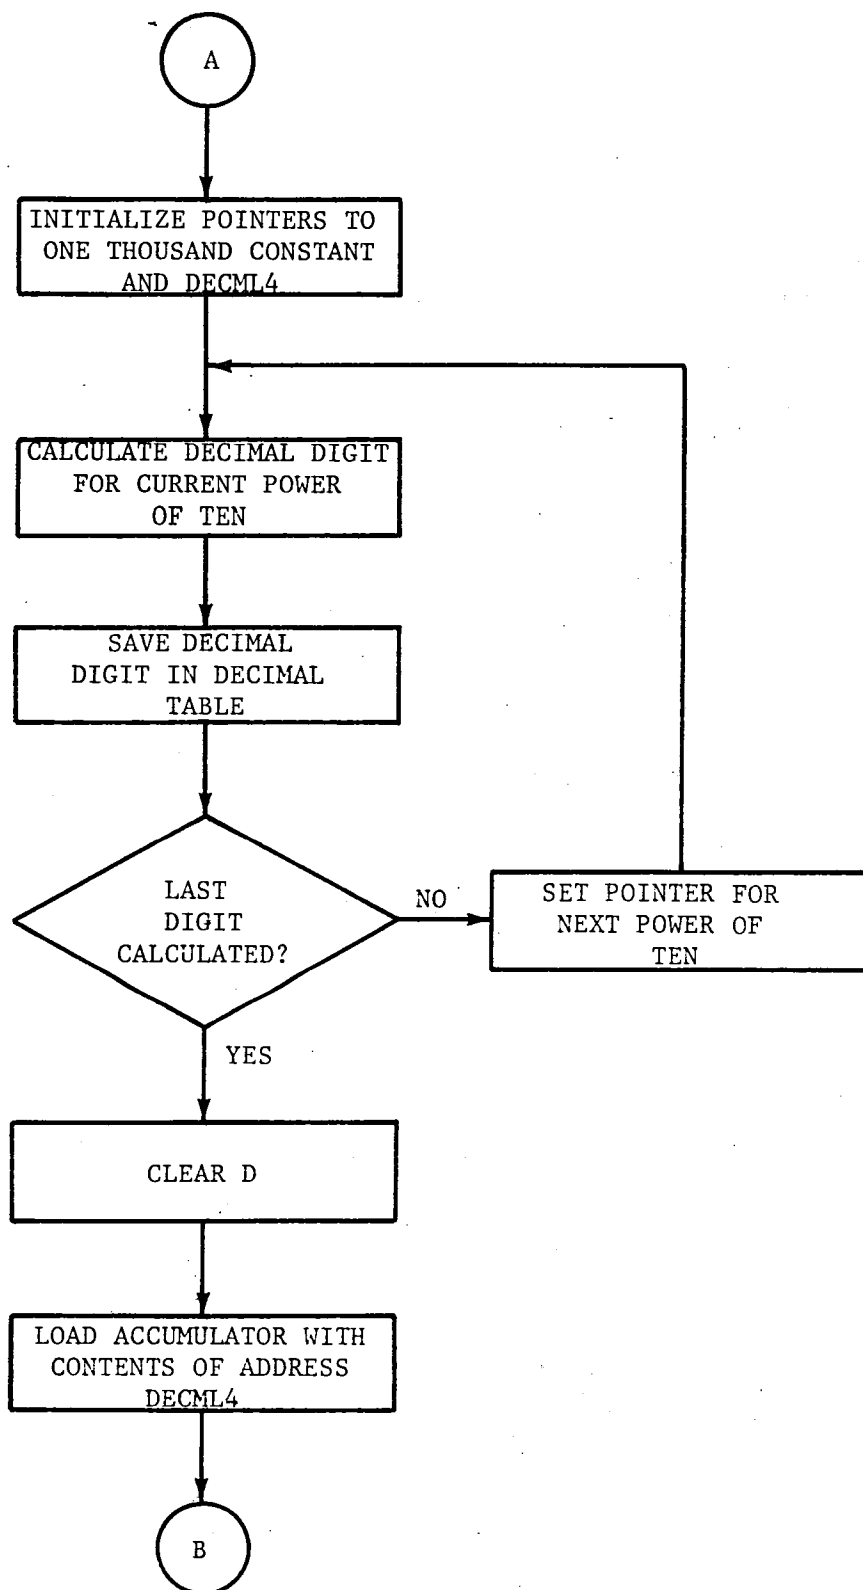 A
INITIALIZE POINTERS TO
ONE THOUSAND CONSTANT
AND DECML4
CALCULATE DECIMAL DIGIT
FOR CURRENT POWER
OF TEN
SAVE DECIMAL
DIGIT IN DECIMAL
TABLE
LAST
DIGIT
CALCULATED?
NO
SET POINTER FOR
NEXT POWER OF
TEN
YES
CLEAR D
LOAD ACCUMULATOR WITH
CONTENTS OF ADDRESS
DECML4
B